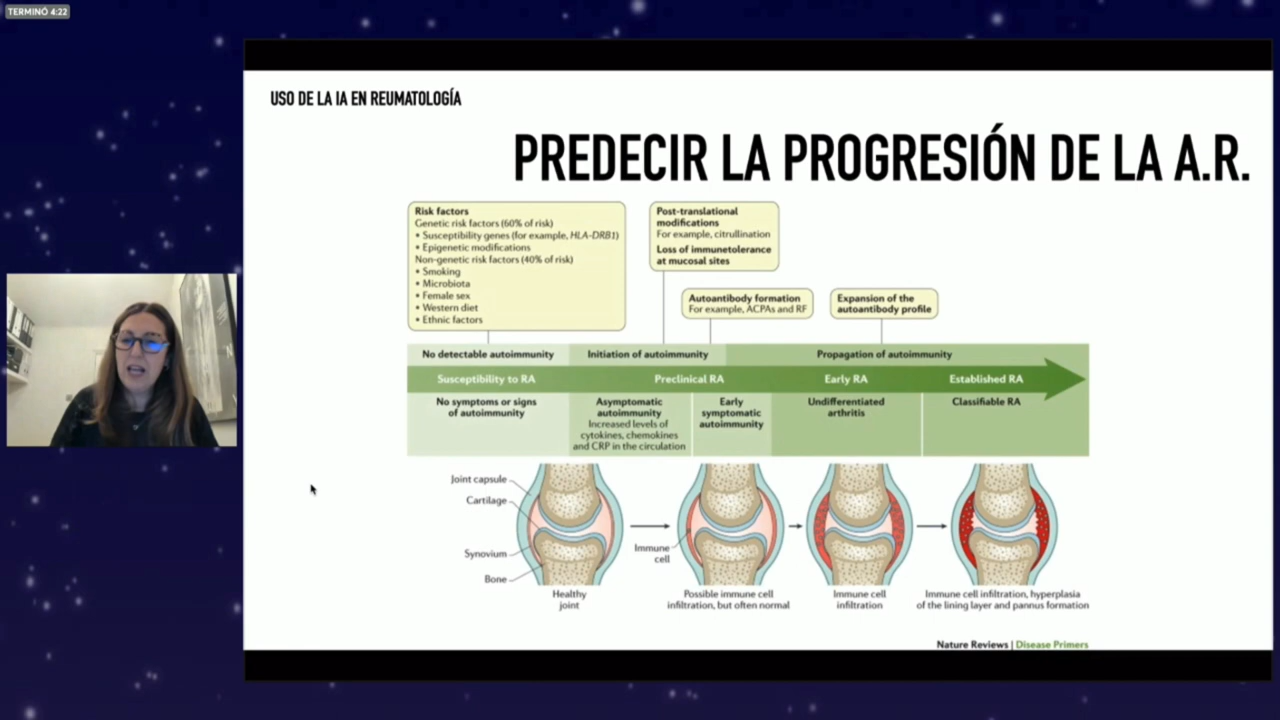 TERMINÓ 4:22
USO DE LA IA EN REUMATOLOGÍA
PREDECIR LA PROGRESIÓN DE LA A.R.
Risk factors
Genetic risk factors (60% of risk)
• Susceptibility genes (for example, HLA-DRB1)
• Epigenetic modifications
Non-genetic risk factors (40% of risk)
• Smoking
• Microbiota
• Female sex
• Western diet
• Ethnic factors
Post-translational
modifications
For example, citrullination
Loss of immunetolerance
at mucosal sites
Autoantibody formation
For example, ACPAs and RF
Expansion of the
autoantibody profile
No detectable autoimmunity
Initiation of autoimmunity
Propagation of autoimmunity
Susceptibility to RA
Preclinical RA
Early RA
Established RA
No symptoms or signs
of autoimmunity
Asymptomatic
autoimmunity
Increased levels of
cytokines, chemokines
and CRP in the circulation
Early
symptomatic
autoimmunity
Undifferentiated
arthritis
Classifiable RA
Joint capsule
Cartilage
Synovium
Bone
Immune
cell
Healthy
joint
Possible immune cell
infiltration, but often normal
Immune cell
infiltration
Immune cell infiltration, hyperplasia
of the lining layer and pannus formation
Nature Reviews | Disease Primers